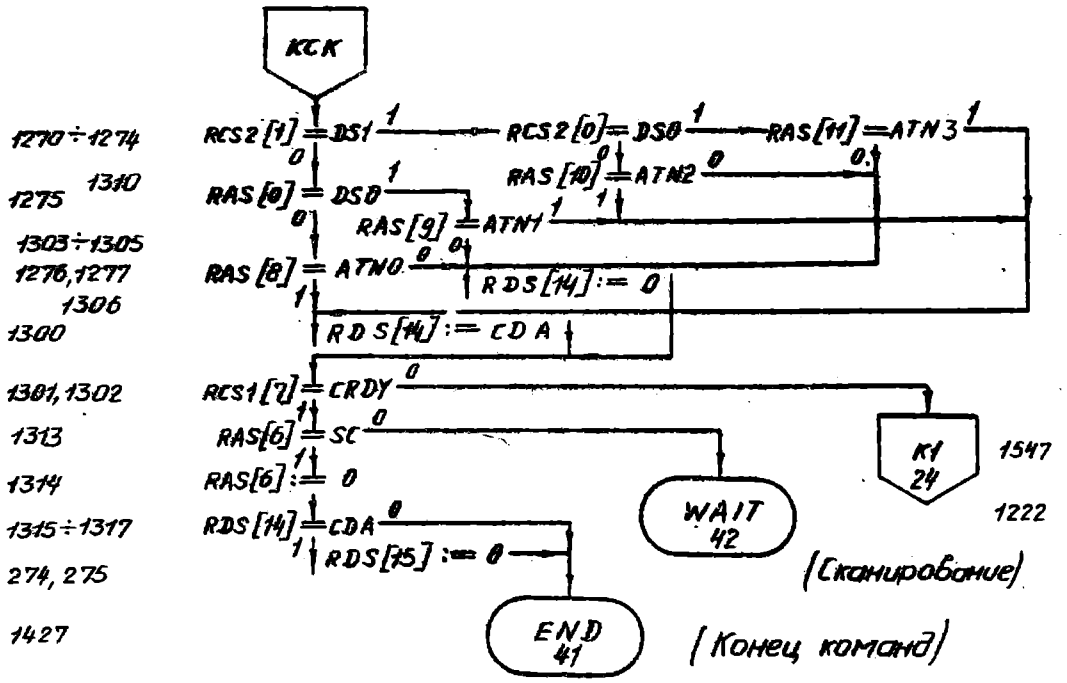 КСК
1270÷1274 RCS2[1]=DS1 1 RCS2[0]=DS0 1 RAS[11]=ATN3 1
0 0 0
1310 RAS[10]=ATN2 0
1275 RAS[0]=DS0 1 1
0 RAS[9]=ATN1 1
1303÷1305 0
1276,1277 RAS[8]=ATN0 0
1 RDS[14]:=0
1306
1300 RDS[14]:=CDA
1301,1302 RCS1[7]=CRDY 0
1
1313 RAS[6]=SC 0 К1 1547
1 24
1314 RAS[6]:=0
1315÷1317 RDS[14]=CDA 0 WAIT 1222
1 RDS[15]:=0 42
274, 275 (Сканирование)
1427 END (Конец команд)
41